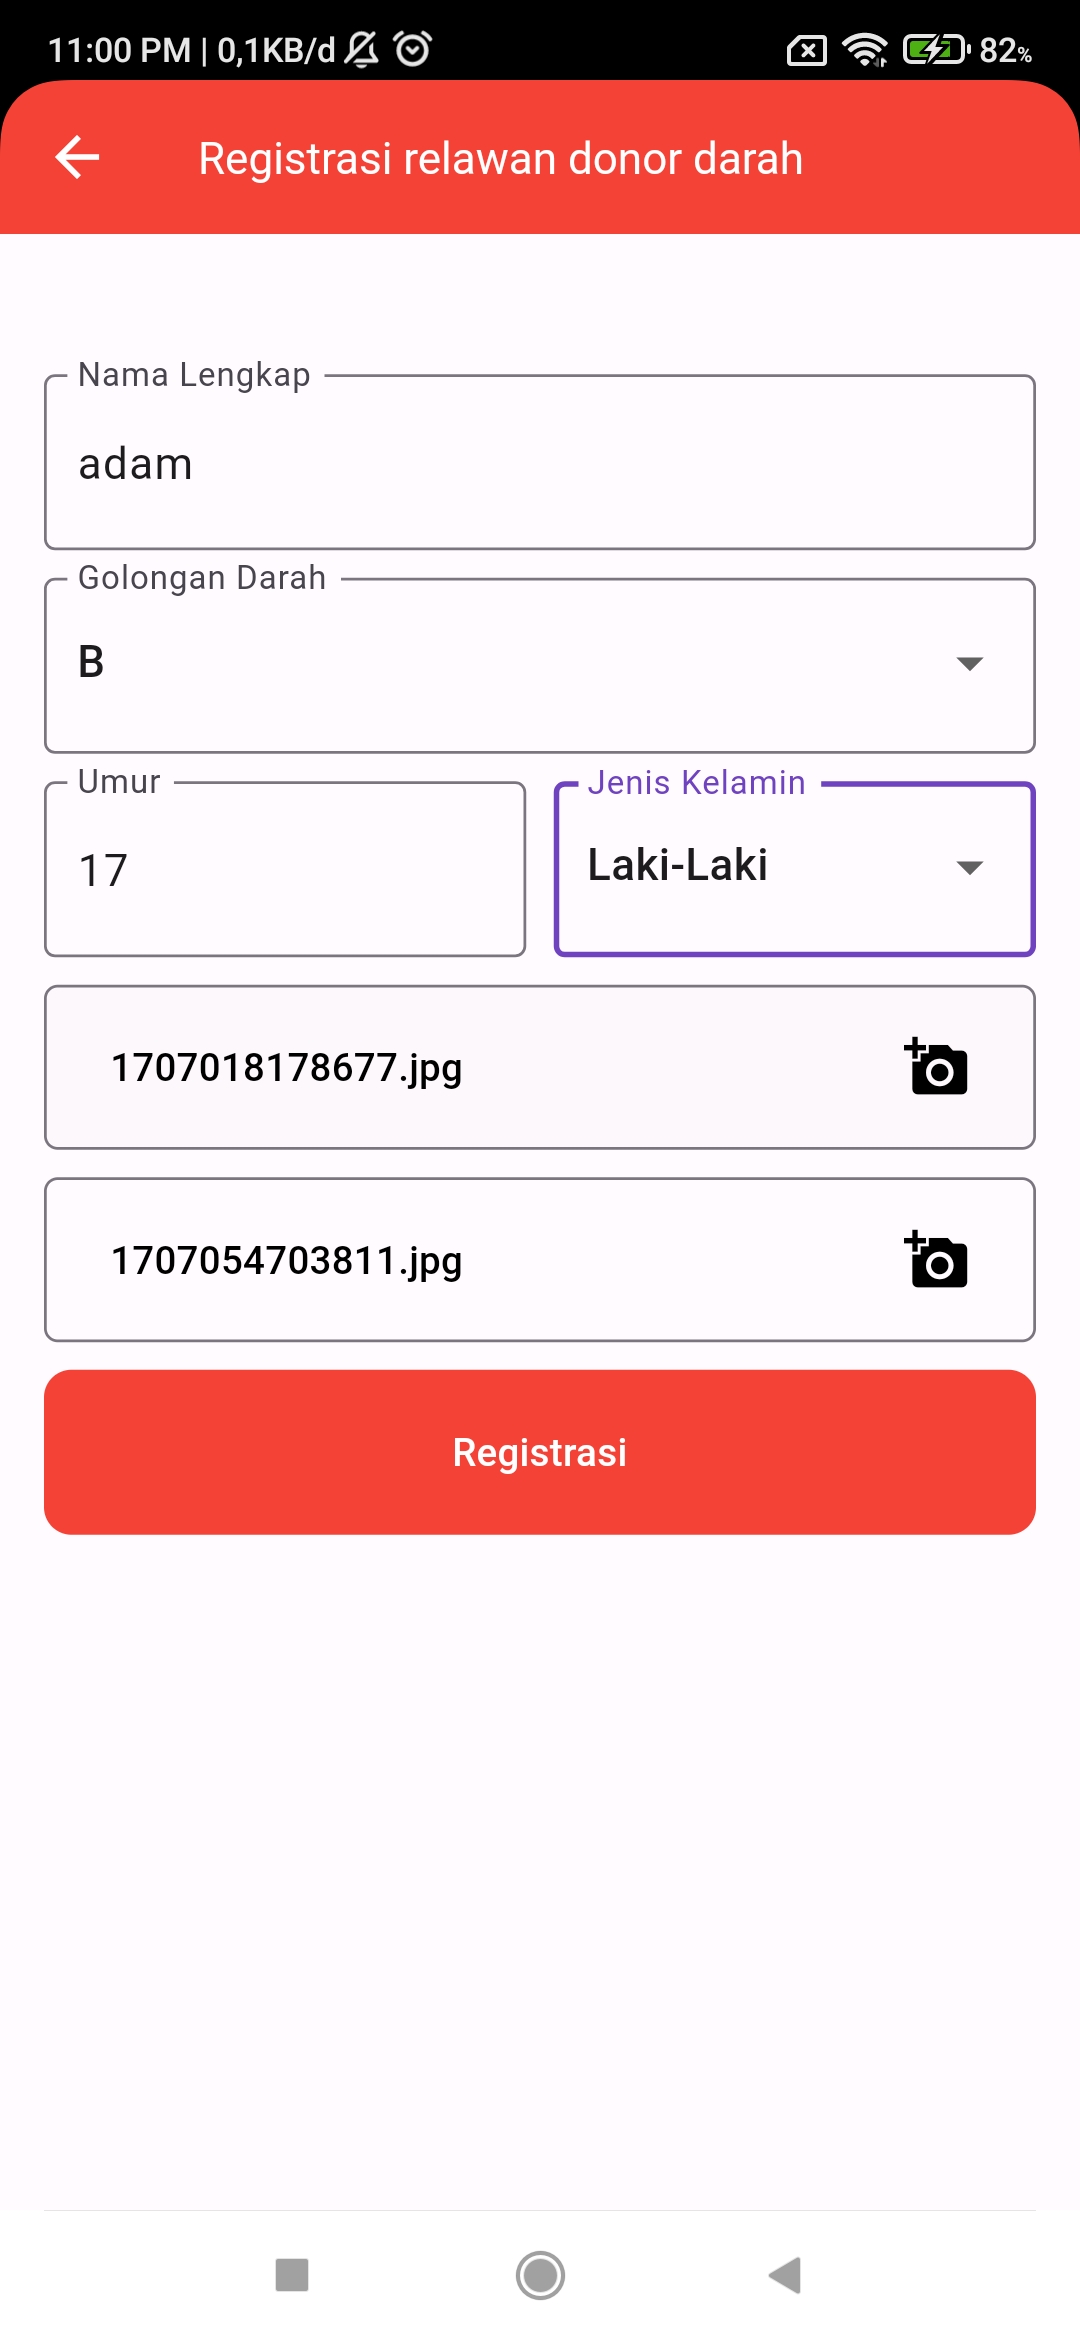 11:00 PM | 0,1KB/d 82%
Registrasi relawan donor darah
Nama Lengkap
adam
Golongan Darah
B
Umur
17
Jenis Kelamin
Laki-Laki
1707018178677.jpg
1707054703811.jpg
Registrasi